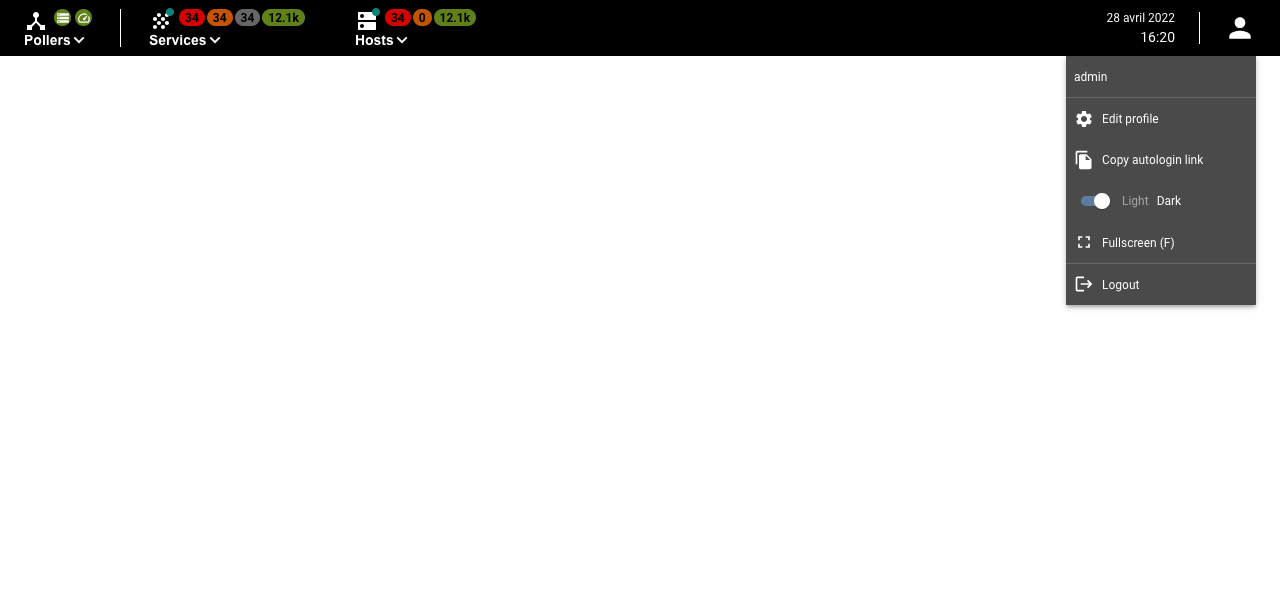 Pollers
34 34 34 12.1k
Services
34 0 12.1k
Hosts
28 avril 2022
16:20
admin
Edit profile
Copy autologin link
Light Dark
Fullscreen (F)
Logout